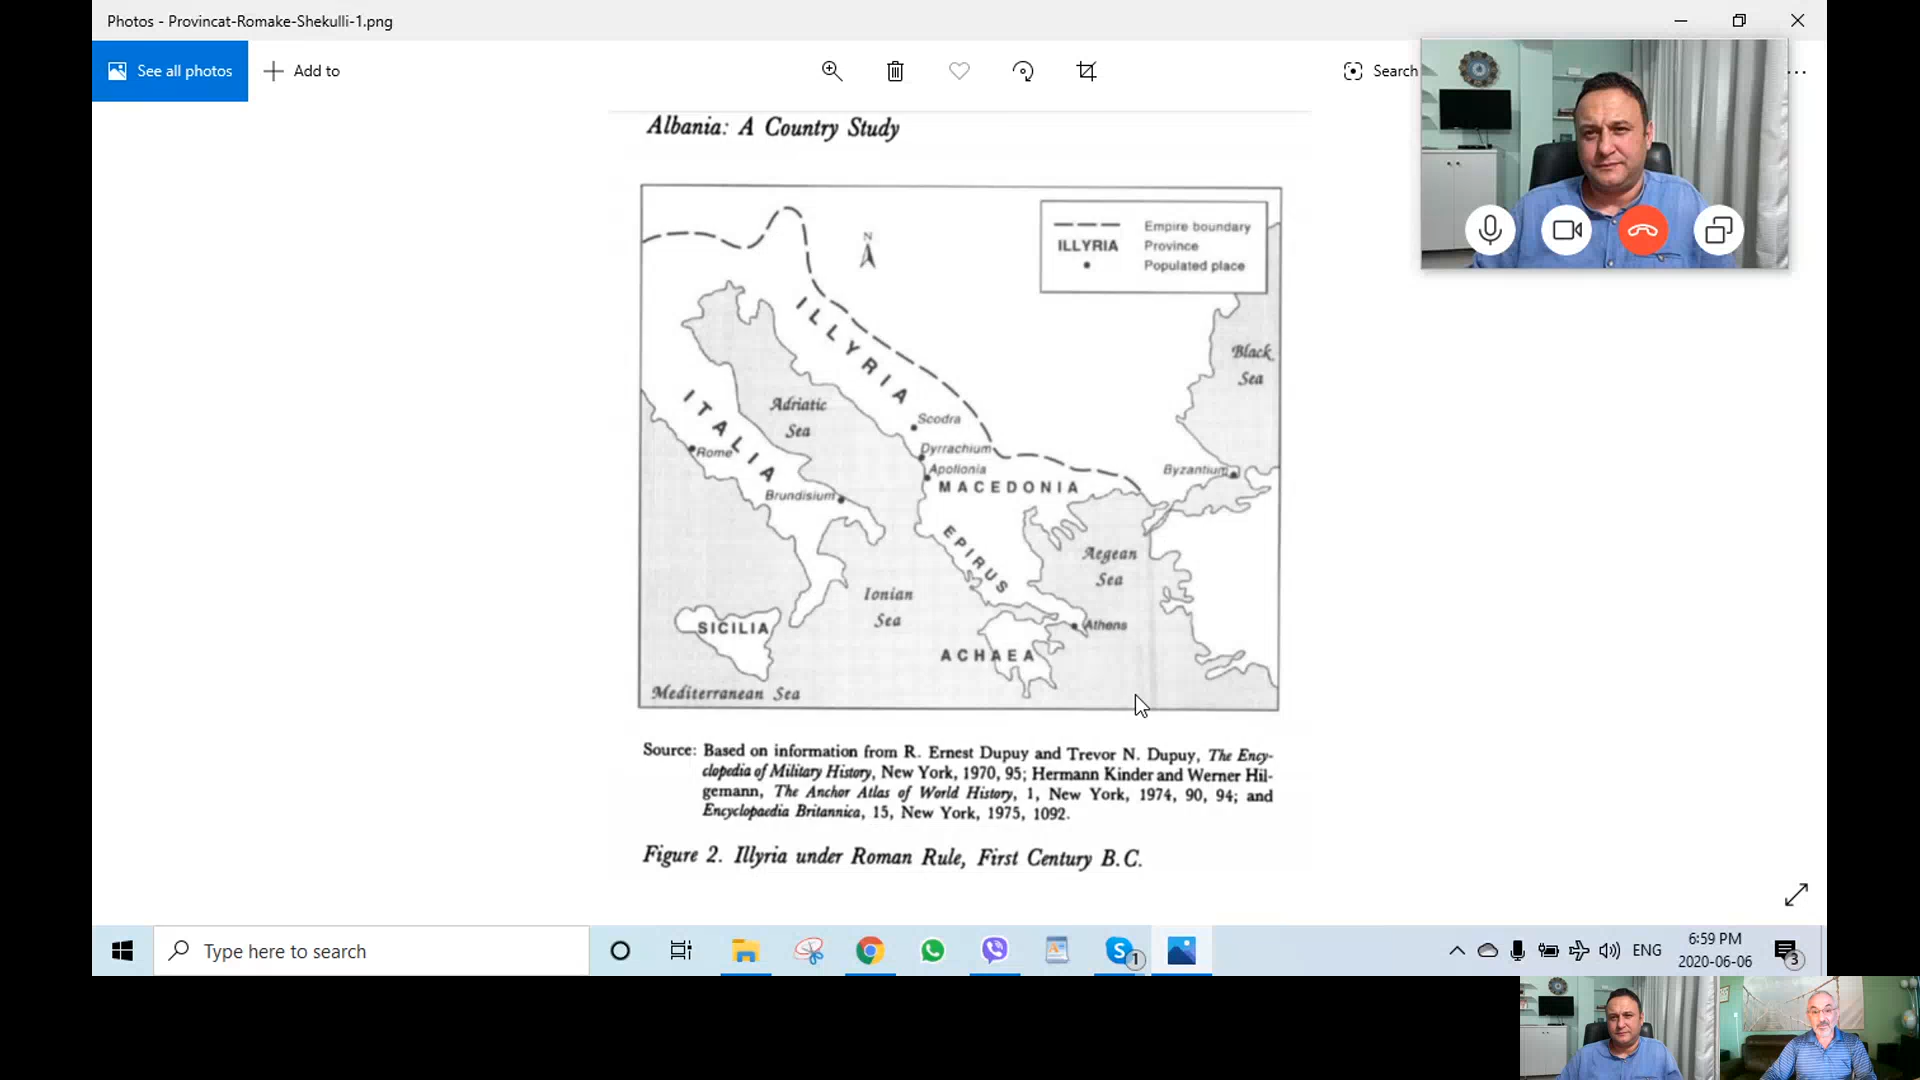 Photos - Provincat-Romake-Shekulli-1.png
See all photos
Add to
Search
Albania: A Country Study
N
Empire boundary
ILLYRIA Province
Populated place
ILLYRIA
Black
Sea
Adriatic
Sea
ITALIA
Scodra
Rome
Dyrrachium
Apollonia
Byzantium
MACEDONIA
Brundisium
EPIRUS
Aegean
Sea
Ionian
Sea
SICILIA
Athens
ACHAEA
Mediterranean Sea
Source: Based on information from R. Ernest Dupuy and Trevor N. Dupuy, The Ency-
clopedia of Military History, New York, 1970, 95; Hermann Kinder and Werner Hil-
gemann, The Anchor Atlas of World History, 1, New York, 1974, 90, 94; and
Encyclopaedia Britannica, 15, New York, 1975, 1092.
Figure 2. Illyria under Roman Rule, First Century B.C.
Type here to search
S
1
ENG
6:59 PM
2020-06-06
3